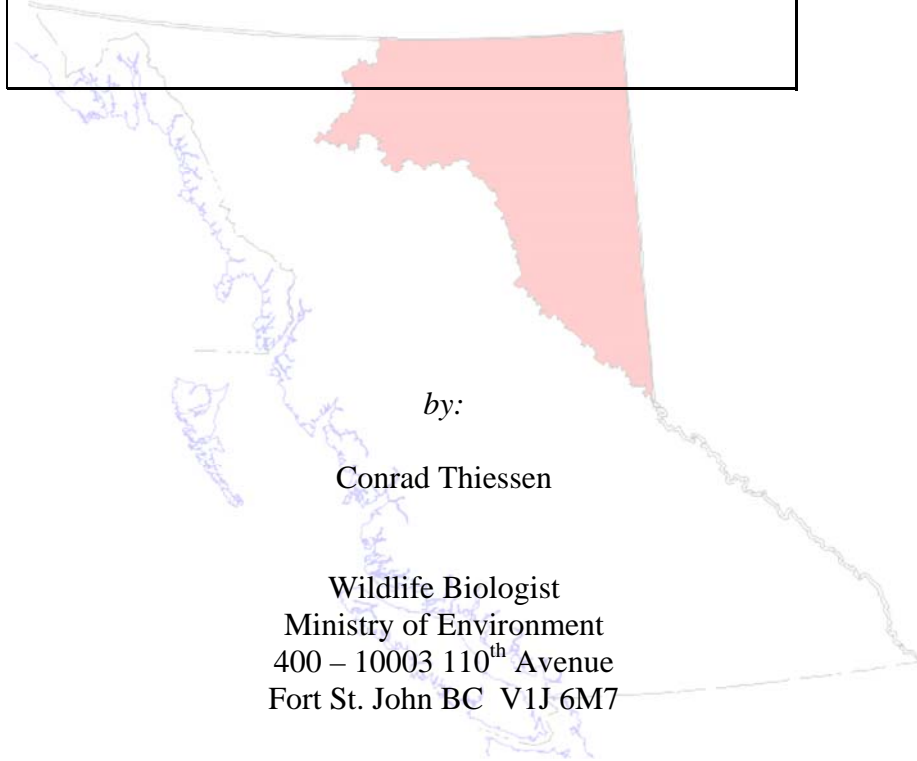 by:
Conrad Thiessen
Wildlife Biologist
Ministry of Environment
400 – 10003 110th Avenue
Fort St. John BC V1J 6M7